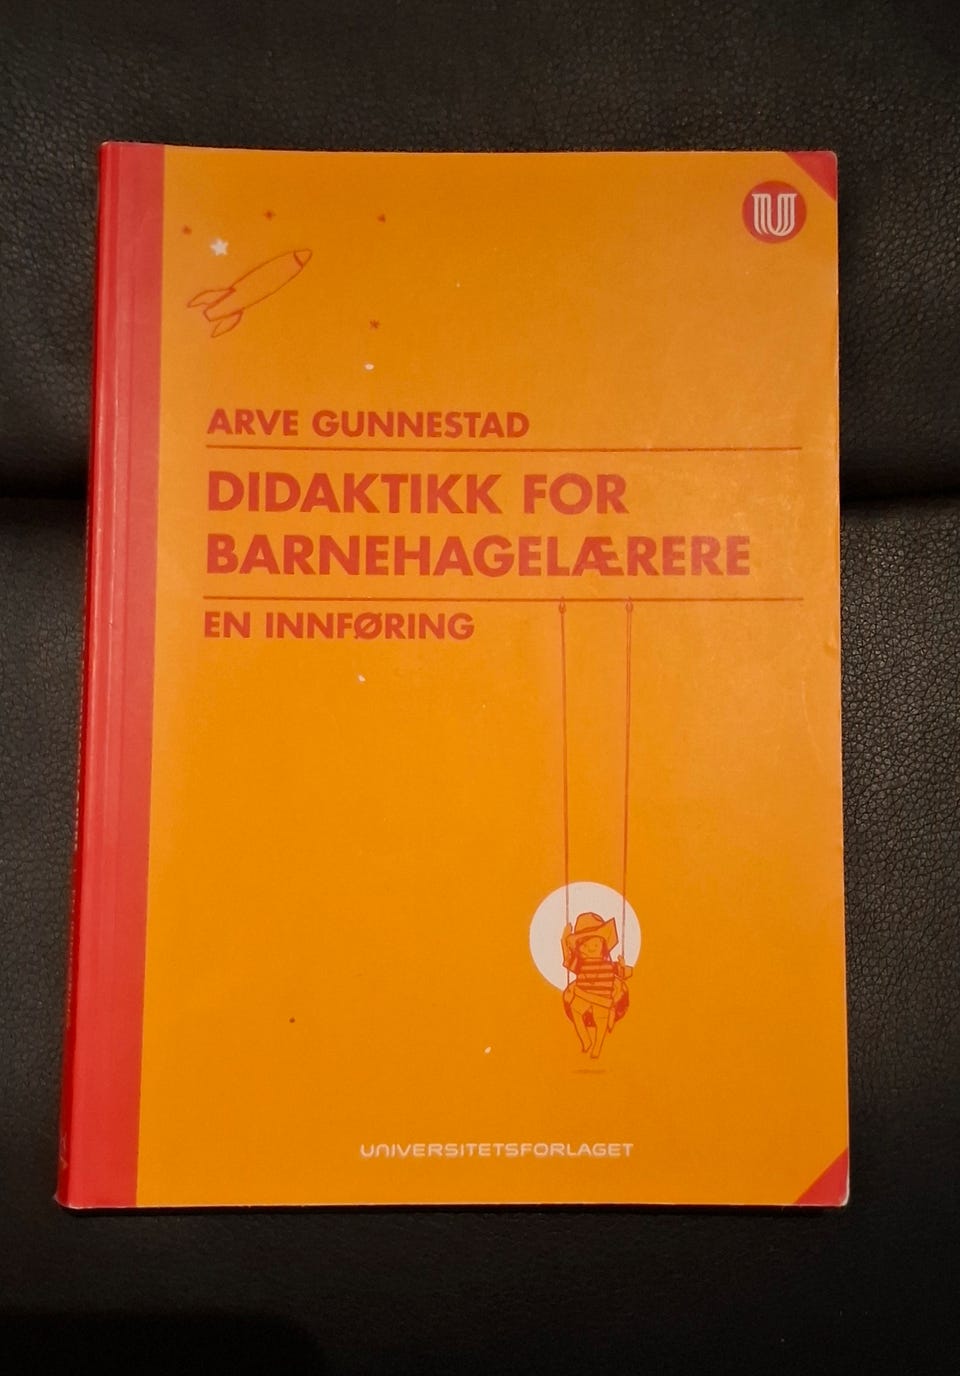 ARVE GUNNESTAD
DIDAKTIKK FOR
BARNEHAGELÆRERE
EN INNFØRING
UNIVERSITETSFORLAGET